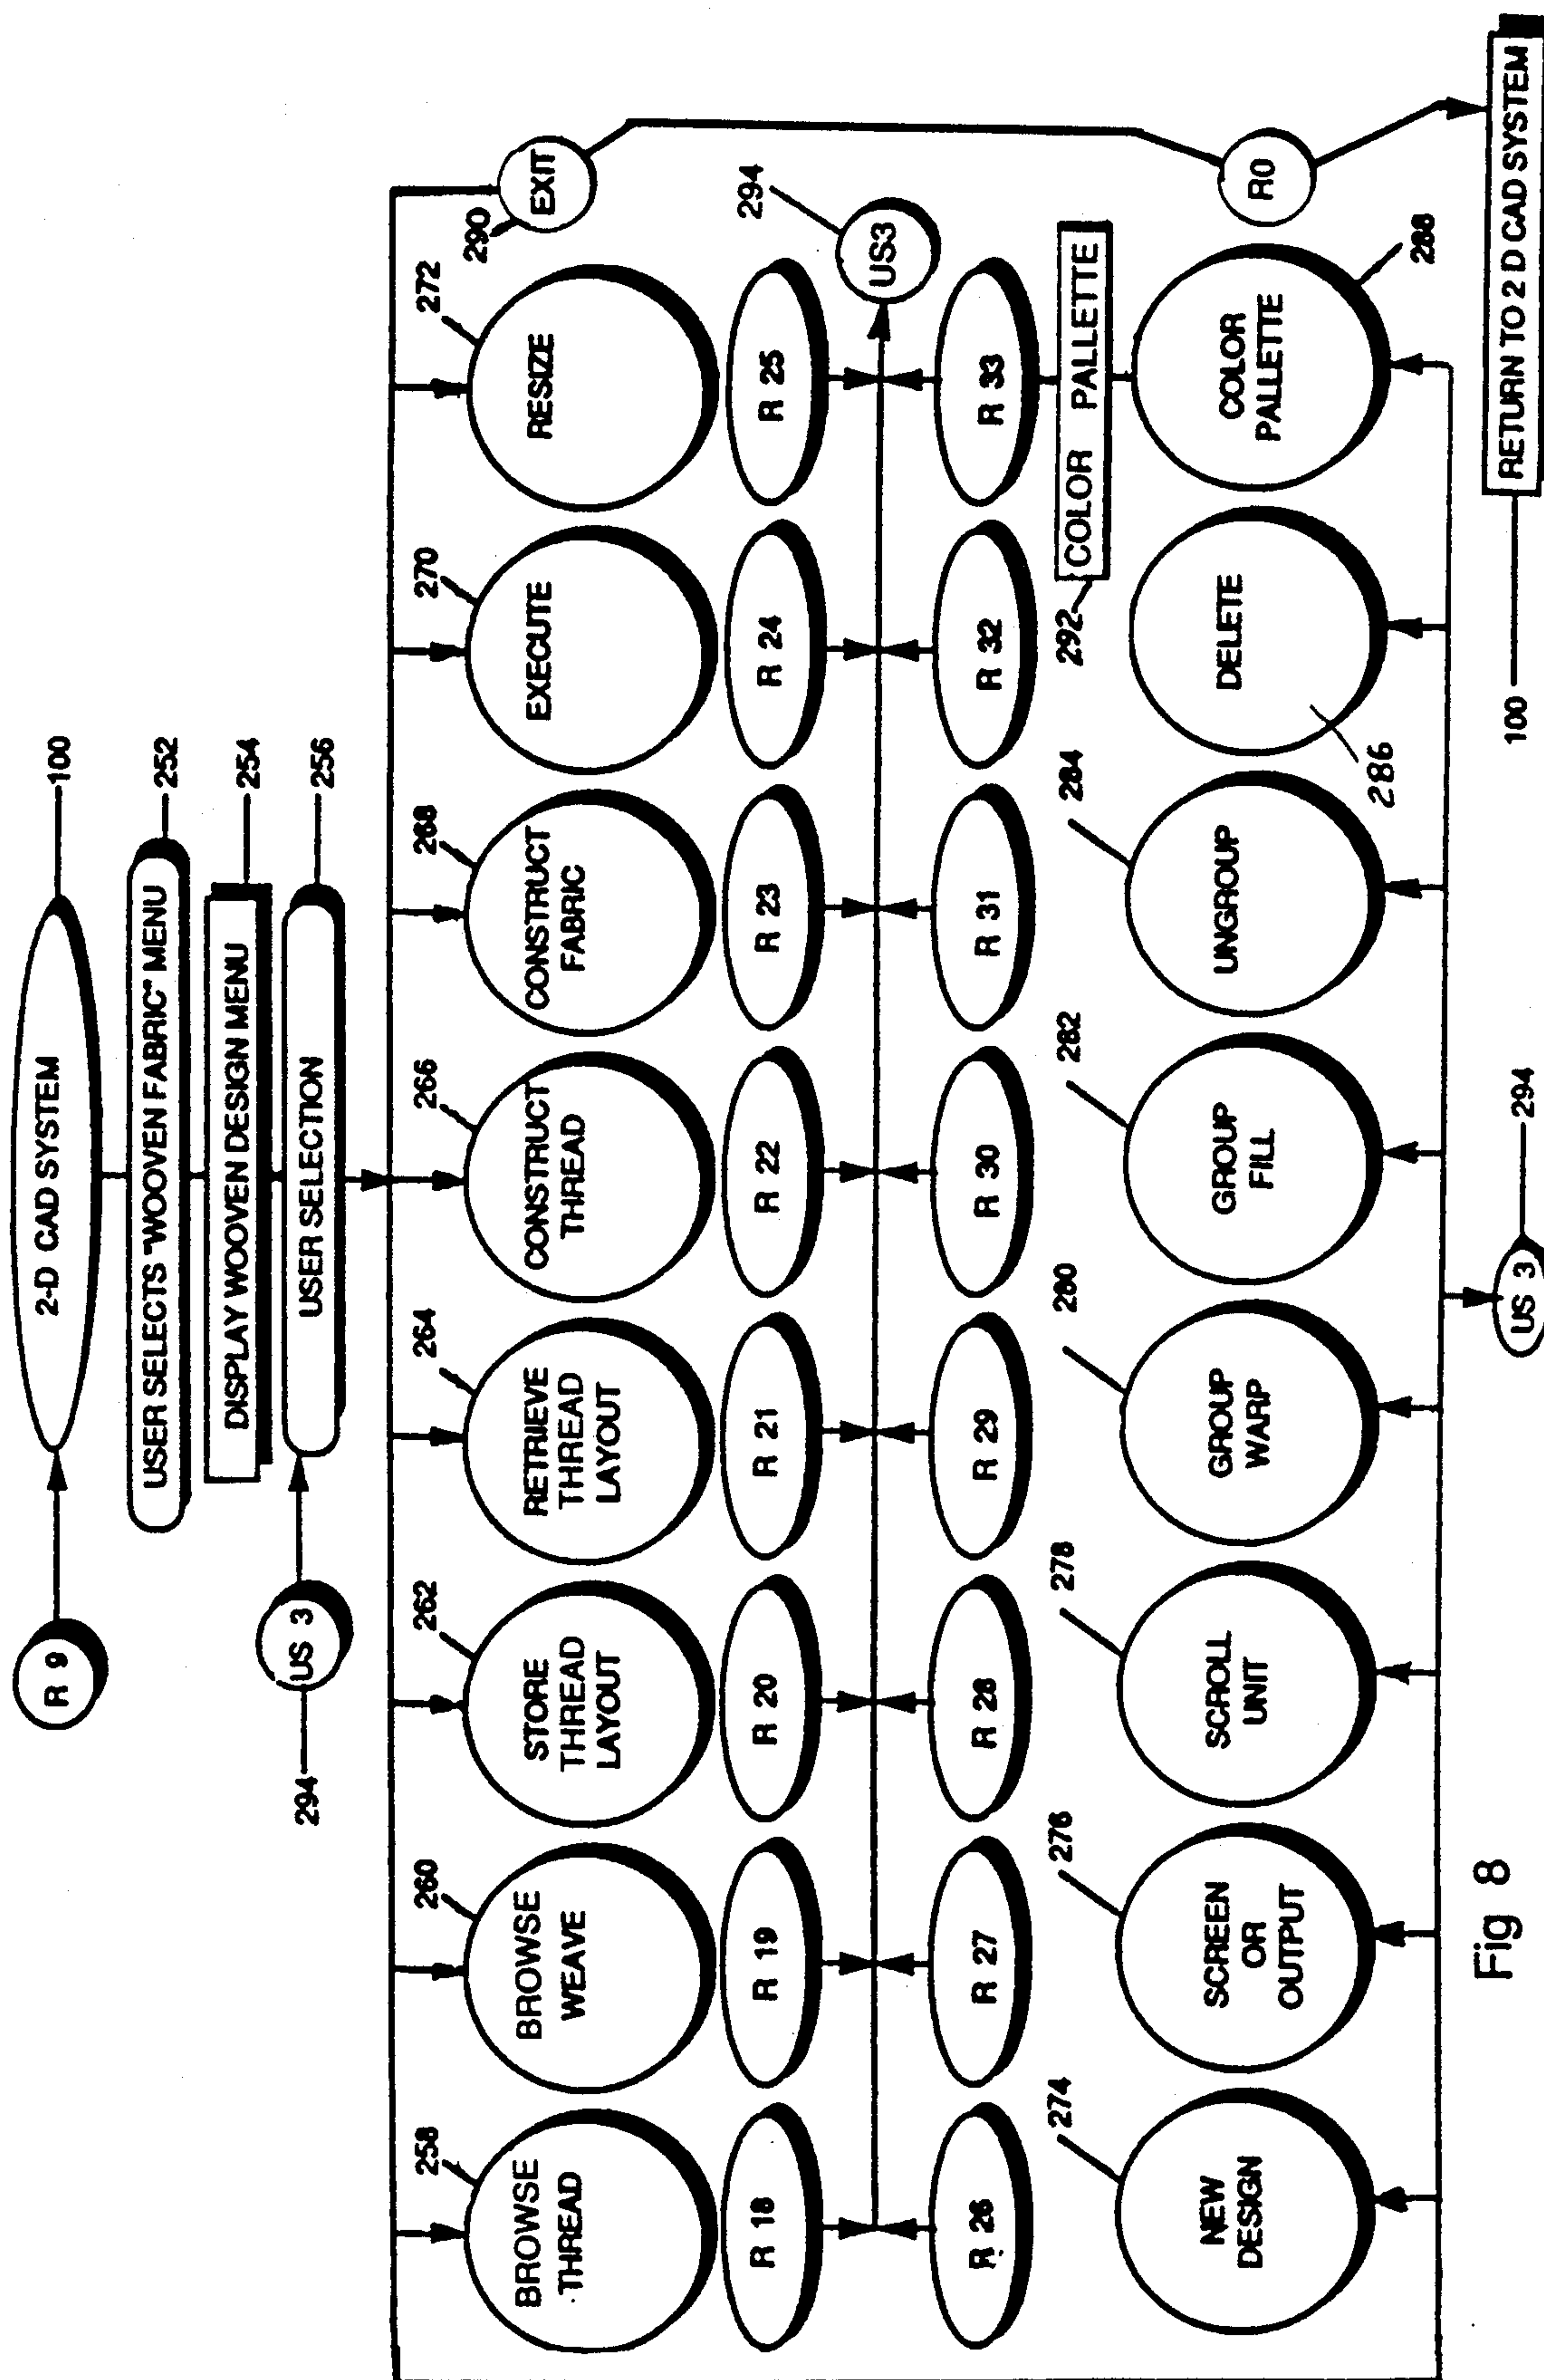 2-D CAD SYSTEM
100
R 9
USER SELECTS "WOOVEN FABRIC" MENU
252
DISPLAY WOOVEN DESIGN MENU
254
USER SELECTION
256
294
US 3
258
260
262
264
266
268
270
272
290
EXIT
BROWSE
THREAD
BROWSE
WEAVE
STORE
THREAD
LAYOUT
RETRIEVE
THREAD
LAYOUT
CONSTRUCT
THREAD
CONSTRUCT
FABRIC
EXECUTE
RESIZE
R 18
R 19
R 20
R 21
R 22
R 23
R 24
R 25
294
US3
R 26
R 27
R 28
R 29
R 30
R 31
R 32
R 33
292
COLOR PALLETTE
274
276
278
280
282
284
286
288
NEW
DESIGN
SCREEN
OR
OUTPUT
SCROLL
UNIT
GROUP
WARP
GROUP
FILL
UNGROUP
DELETE
COLOR
PALLETTE
R0
US 3
294
100
RETURN TO 2 D CAD SYSTEM
Fig 8